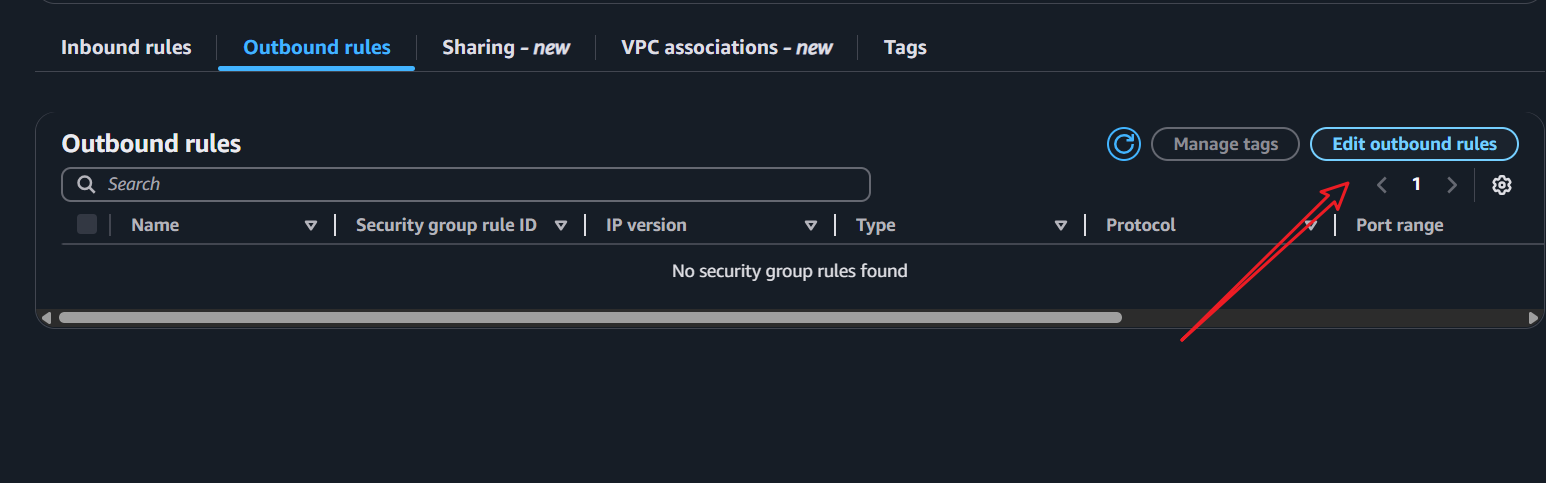 Inbound rules
Outbound rules
Sharing - new
VPC associations - new
Tags
Outbound rules
Manage tags
Edit outbound rules
Search
1
Name
Security group rule ID
IP version
Type
Protocol
Port range
No security group rules found